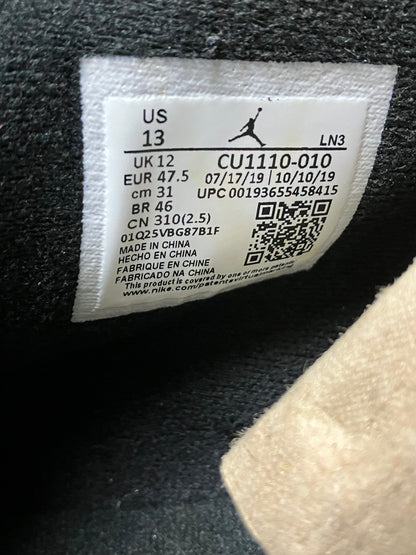 US
13
LN3
UK 12
CU1110-010
EUR 47.5
07/17/19 | 10/10/19
cm 31
UPC 00193655458415
BR 46
CN 310(2.5)
01Q25VBG87B1F
MADE IN CHINA
HECHO EN CHINA
FABRIQUE EN CHINE
FABRICADO NA CHINA
This product is covered by one or more patents
www.nike.com/patentsvirtualmarking